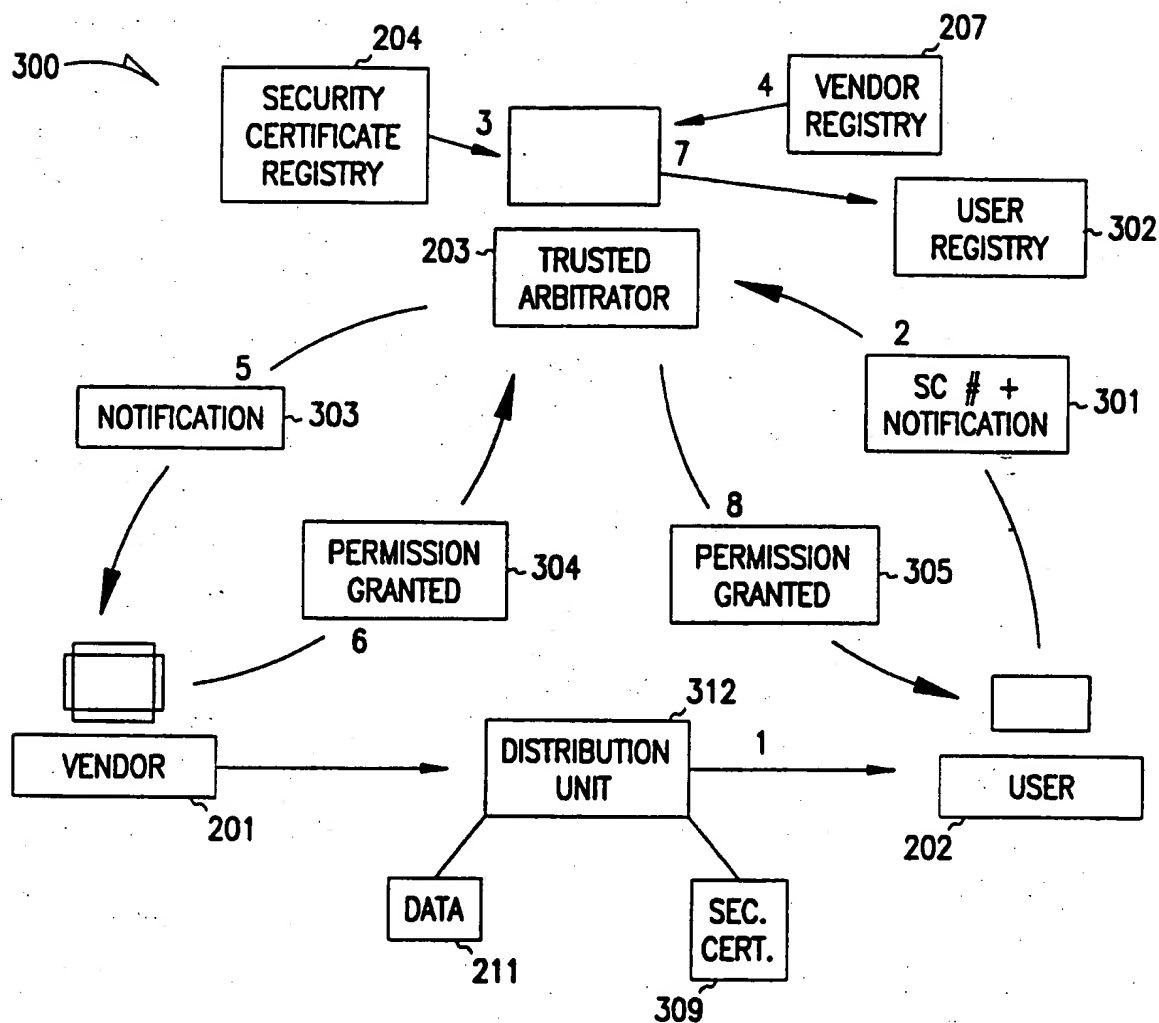 300
204
SECURITY
CERTIFICATE
REGISTRY
3
4
207
VENDOR
REGISTRY
7
USER
REGISTRY
302
203
TRUSTED
ARBITRATOR
2
SC # +
NOTIFICATION
301
5
NOTIFICATION
303
PERMISSION
GRANTED
304
6
8
PERMISSION
GRANTED
305
VENDOR
201
312
DISTRIBUTION
UNIT
1
USER
202
DATA
211
SEC.
CERT.
309